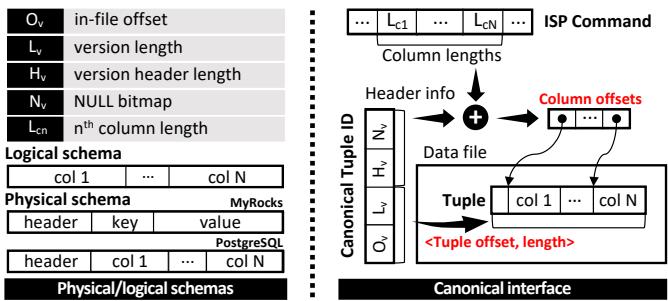 Ov in-file offset
Lv version length
Hv version header length
Nv NULL bitmap
Lcn nth column length
Logical schema
col 1 ... col N
Physical schema MyRocks
header key value
PostgreSQL
header col 1 ... col N
Physical/logical schemas
... Lc1 ... LcN ... ISP Command
Column lengths
Header info
Column offsets
...
Canonical Tuple ID
Nv
Hv
Lv
Ov
Data file
Tuple col 1 ... col N
<Tuple offset, length>
Canonical interface